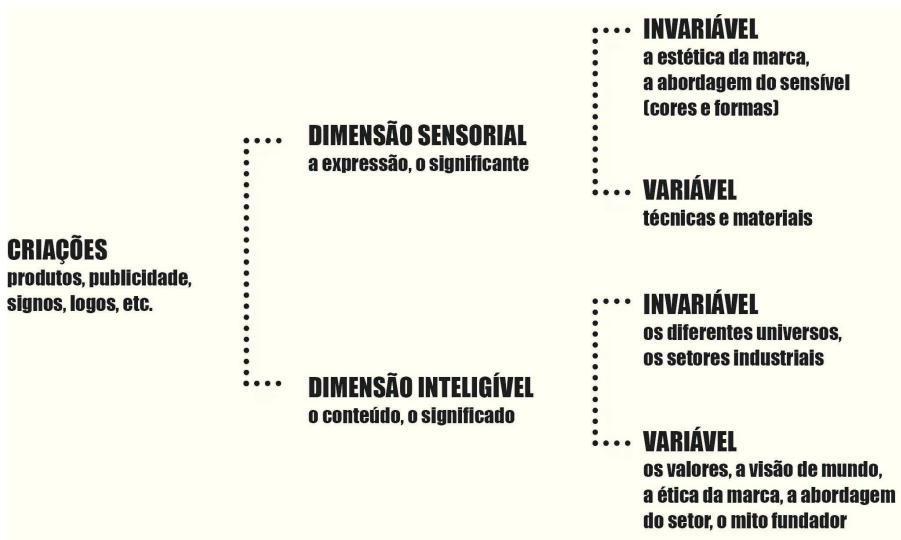 CRIAÇÕES
produtos, publicidade,
signos, logos, etc.
DIMENSÃO SENSORIAL
a expressão, o significante
INVARIÁVEL
a estética da marca,
a abordagem do sensível
(cores e formas)
VARIÁVEL
técnicas e materiais
DIMENSÃO INTELIGÍVEL
o conteúdo, o significado
INVARIÁVEL
os diferentes universos,
os setores industriais
VARIÁVEL
os valores, a visão de mundo,
a ética da marca, a abordagem
do setor, o mito fundador